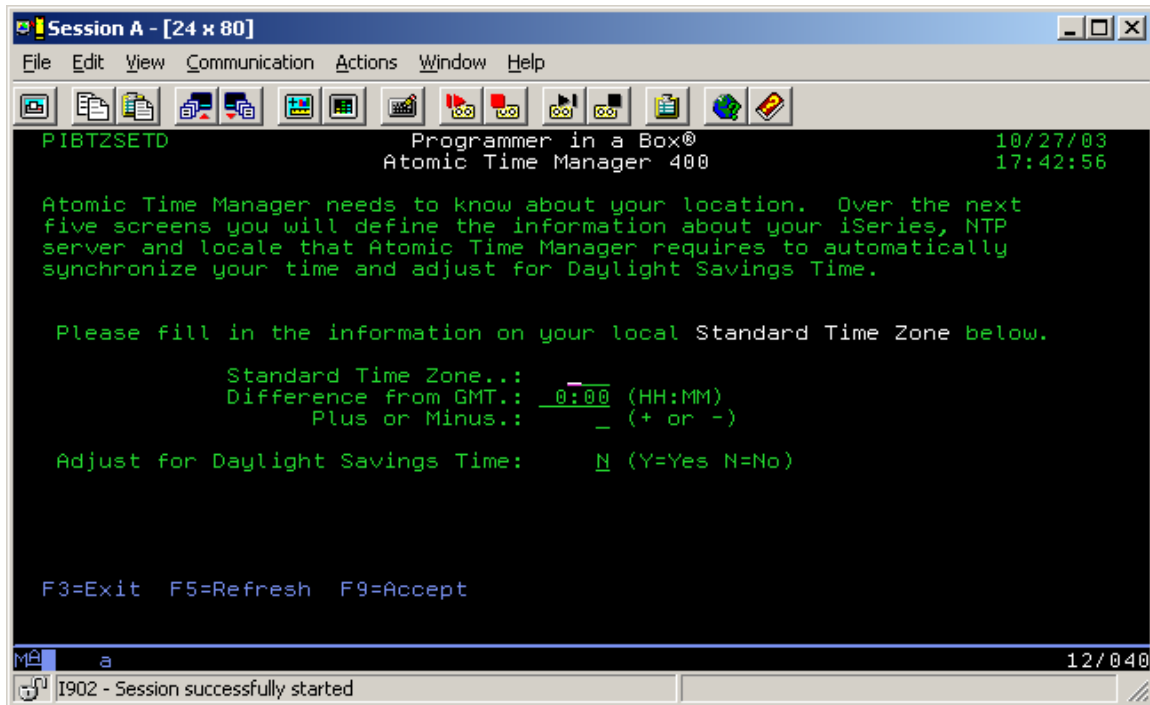 Session A - [24 x 80]
File Edit View Communication Actions Window Help
PIBTZSETD Programmer in a Box® 10/27/03
Atomic Time Manager 400 17:42:56
Atomic Time Manager needs to know about your location. Over the next
five screens you will define the information about your iSeries, NTP
server and locale that Atomic Time Manager requires to automatically
synchronize your time and adjust for Daylight Savings Time.
Please fill in the information on your local Standard Time Zone below.
Standard Time Zone..: ___
Difference from GMT.: _0:00 (HH:MM)
Plus or Minus.: _ (+ or -)
Adjust for Daylight Savings Time: N (Y=Yes N=No)
F3=Exit F5=Refresh F9=Accept
MA a 12/040
I902 - Session successfully started